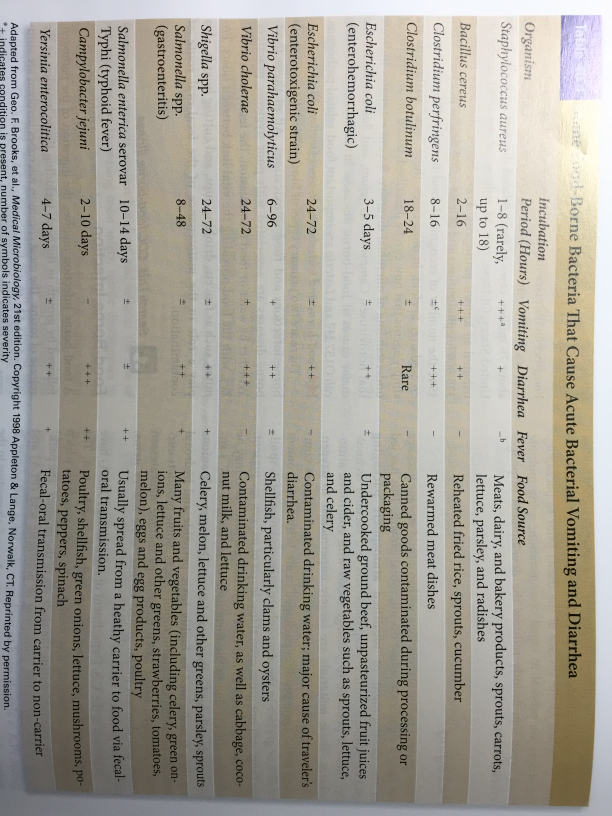 Table Some Food-Borne Bacteria That Cause Acute Bacterial Vomiting and Diarrhea
Incubation
Organism Period (Hours) Vomiting Diarrhea Fever Food Source
Staphylococcus aureus 1–8 (rarely, +++a + –b Meats, dairy, and bakery products, sprouts, carrots,
up to 18) lettuce, parsley, and radishes
Bacillus cereus 2–16 +++ ++ – Reheated fried rice, sprouts, cucumber
Clostridium perfringens 8–16 ±c +++ – Rewarmed meat dishes
Clostridium botulinum 18–24 ± Rare – Canned goods contaminated during processing or
packaging
Escherichia coli 3–5 days ± ++ ± Undercooked ground beef, unpasteurized fruit juices
(enterohemorrhagic) and cider, and raw vegetables such as sprouts, lettuce,
and celery
Escherichia coli 24–72 ± ++ – Contaminated drinking water; major cause of traveler's
(enterotoxigenic strain) diarrhea.
Vibrio parahaemolyticus 6–96 + ++ ± Shellfish, particularly clams and oysters
Vibrio cholerae 24–72 + +++ – Contaminated drinking water, as well as cabbage, coco-
nut milk, and lettuce
Shigella spp. 24–72 ± ++ + Celery, melon, lettuce and other greens, parsley, sprouts
Salmonella spp. 8–48 ± ++ + Many fruits and vegetables (including celery, green on-
(gastroenteritis) ions, lettuce and other greens, strawberries, tomatoes,
melon), eggs and egg products, poultry
Salmonella enterica serovar 10–14 days ± ± ++ Usually spread from a heathy carrier to food via fecal-
Typhi (typhoid fever) oral transmission.
Campylobacter jejuni 2–10 days – +++ ++ Poultry, shellfish, green onions, lettuce, mushrooms, po-
tatoes, peppers, spinach
Yersinia enterocolitica 4–7 days ± ++ + Fecal-oral transmission from carrier to non-carrier
Adapted from Geo. F. Brooks, et al., Medical Microbiology, 21st edition. Copyright 1998 Appleton & Lange, Norwalk, CT. Reprinted by permission.
+ indicates condition is present, number of symbols indicates severity